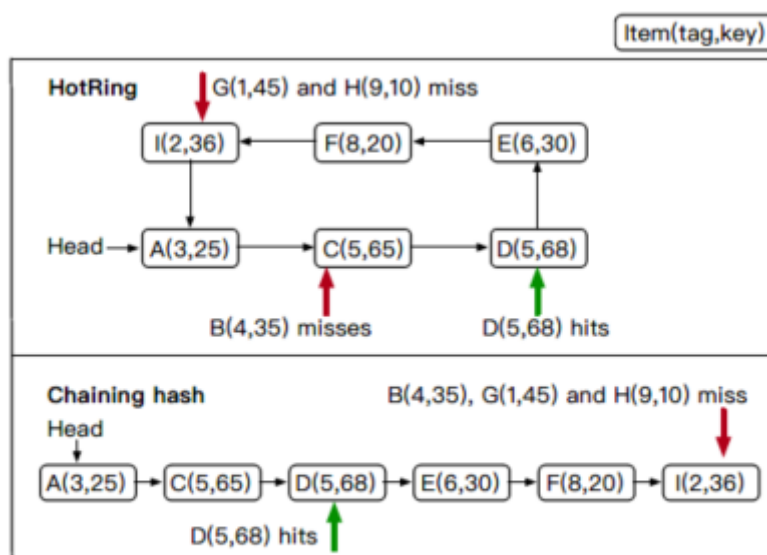 Item(tag,key)
HotRing
G(1,45) and H(9,10) miss
I(2,36)
F(8,20)
E(6,30)
Head
A(3,25)
C(5,65)
D(5,68)
B(4,35) misses
D(5,68) hits
Chaining hash
B(4,35), G(1,45) and H(9,10) miss
Head
A(3,25)
C(5,65)
D(5,68)
E(6,30)
F(8,20)
I(2,36)
D(5,68) hits